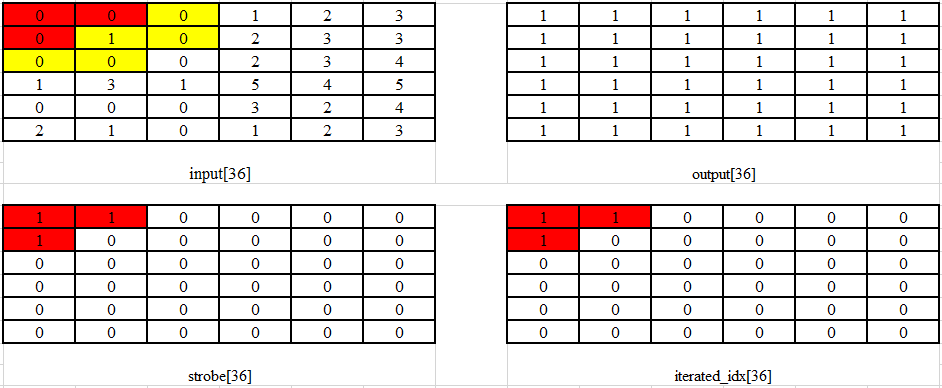 0 0 0 1 2 3 1 1 1 1 1 1
0 1 0 2 3 3 1 1 1 1 1 1
0 0 0 2 3 4 1 1 1 1 1 1
1 3 1 5 4 5 1 1 1 1 1 1
0 0 0 3 2 4 1 1 1 1 1 1
2 1 0 1 2 3 1 1 1 1 1 1
input[36] output[36]
1 1 0 0 0 0 1 1 0 0 0 0
1 0 0 0 0 0 1 0 0 0 0 0
0 0 0 0 0 0 0 0 0 0 0 0
0 0 0 0 0 0 0 0 0 0 0 0
0 0 0 0 0 0 0 0 0 0 0 0
0 0 0 0 0 0 0 0 0 0 0 0
strobe[36] iterated_idx[36]